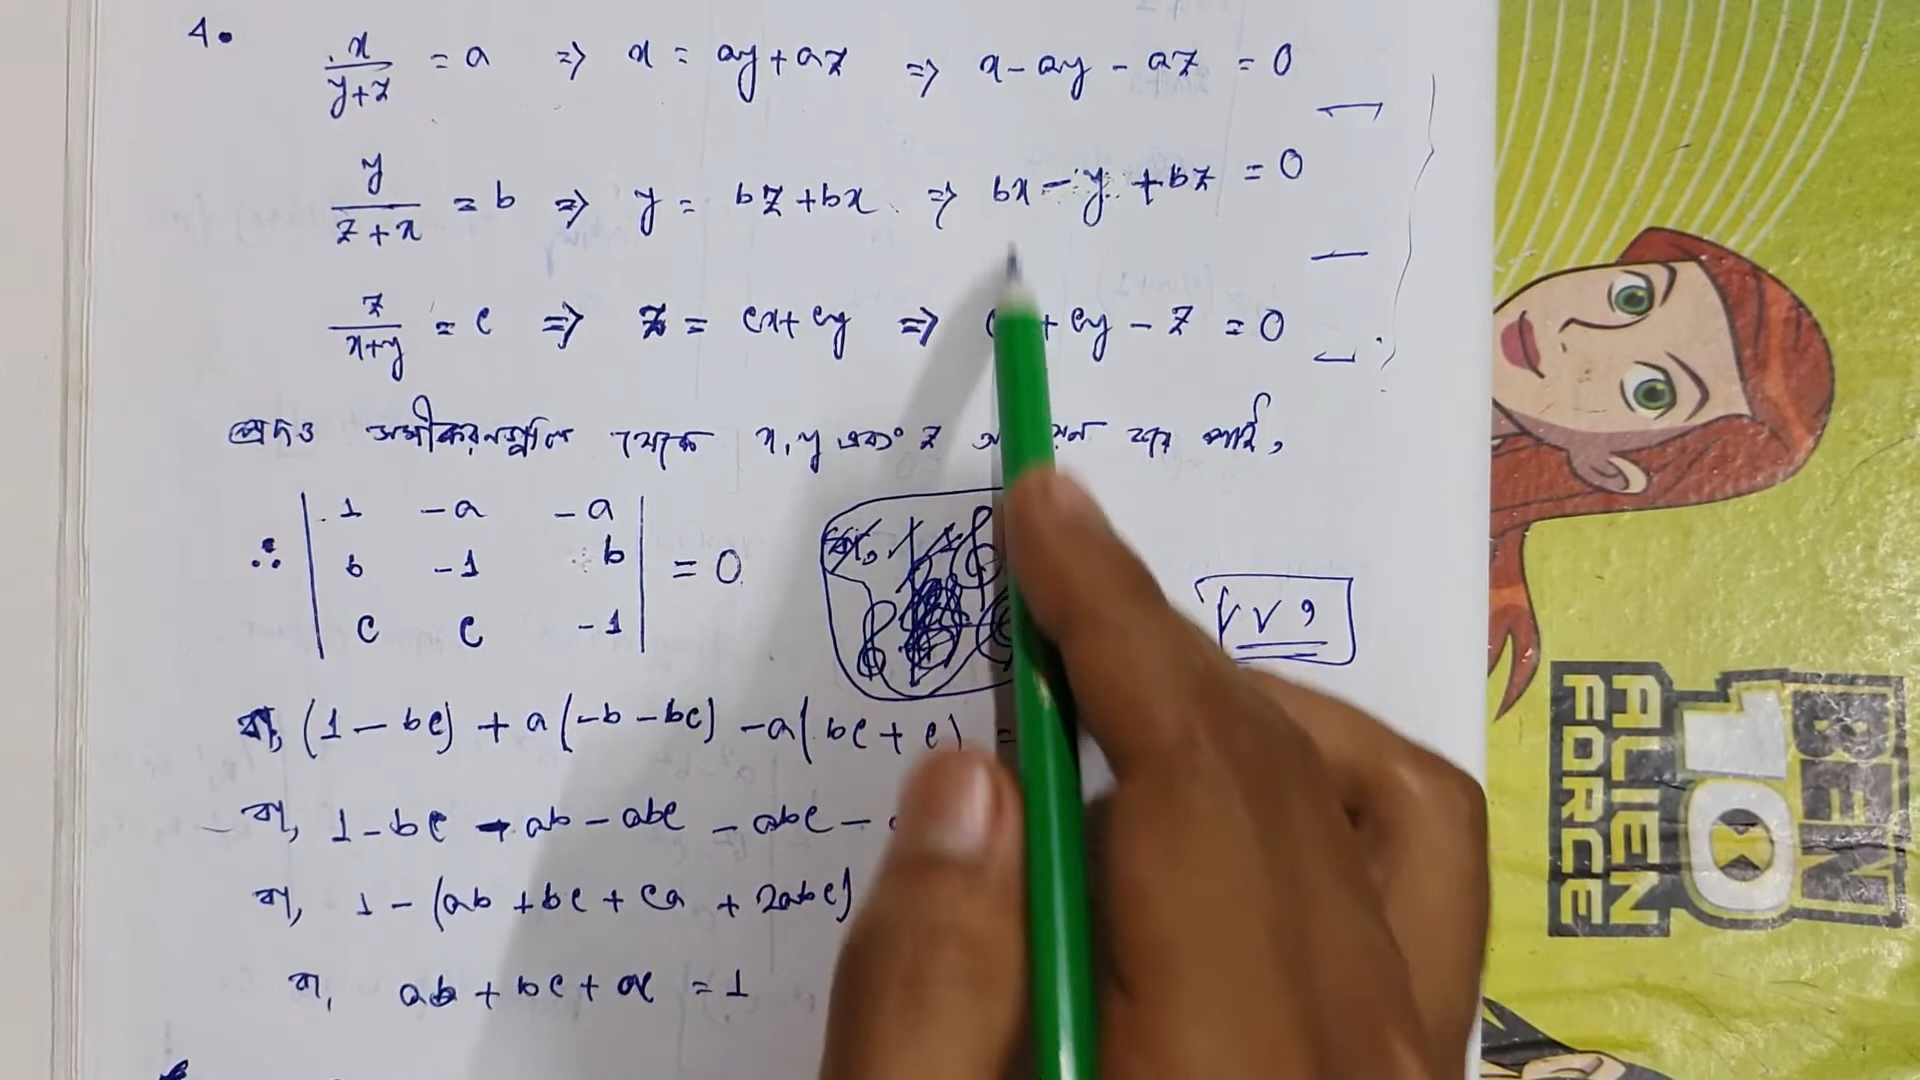 4.
x/(y+z) = a ⇒ x = ay + az ⇒ x - ay - az = 0
y/(z+x) = b ⇒ y = bz + bx ⇒ bx - y + bz = 0
z/(x+y) = c ⇒ z = cx + cy ⇒ c + cy - z = 0
প্রদত্ত সমীকরণগুলি থেকে x, y এবং z করে পাই,
∴ | 1 -a -a |
| b -1 b | = 0
| c c -1 |
বা, (1 - bc) + a(-b - bc) - a(bc + c) =
বা, 1 - bc - ab - abc - abc -
বা, 1 - (ab + bc + ca + 2abc)
বা, ab + bc + ac = 1
BEN
10
ALIEN
FORCE